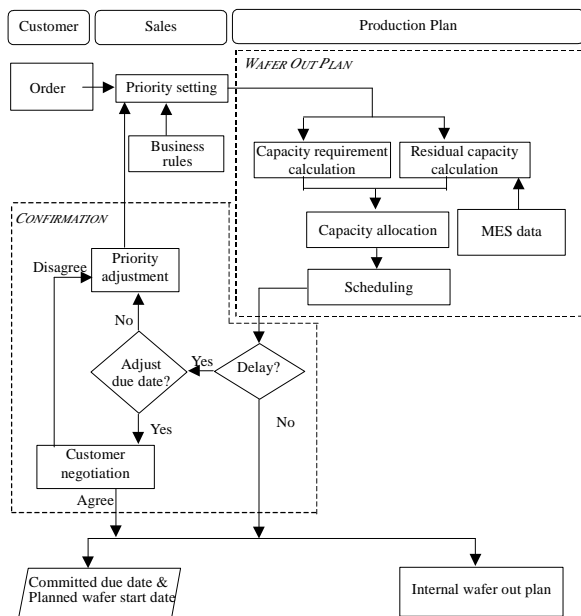 Customer
Sales
Production Plan
WAFER OUT PLAN
Order
Priority setting
Business
rules
Capacity requirement
calculation
Residual capacity
calculation
Capacity allocation
MES data
Scheduling
CONFIRMATION
Disagree
Priority
adjustment
No
Adjust
due date?
Yes
Delay?
Yes
No
Customer
negotiation
Agree
Committed due date &
Planned wafer start date
Internal wafer out plan